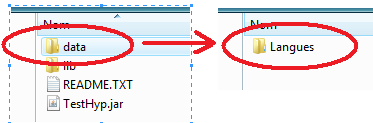 Nom
data
lib
README.TXT
TestHyp.jar
Nom
Langues